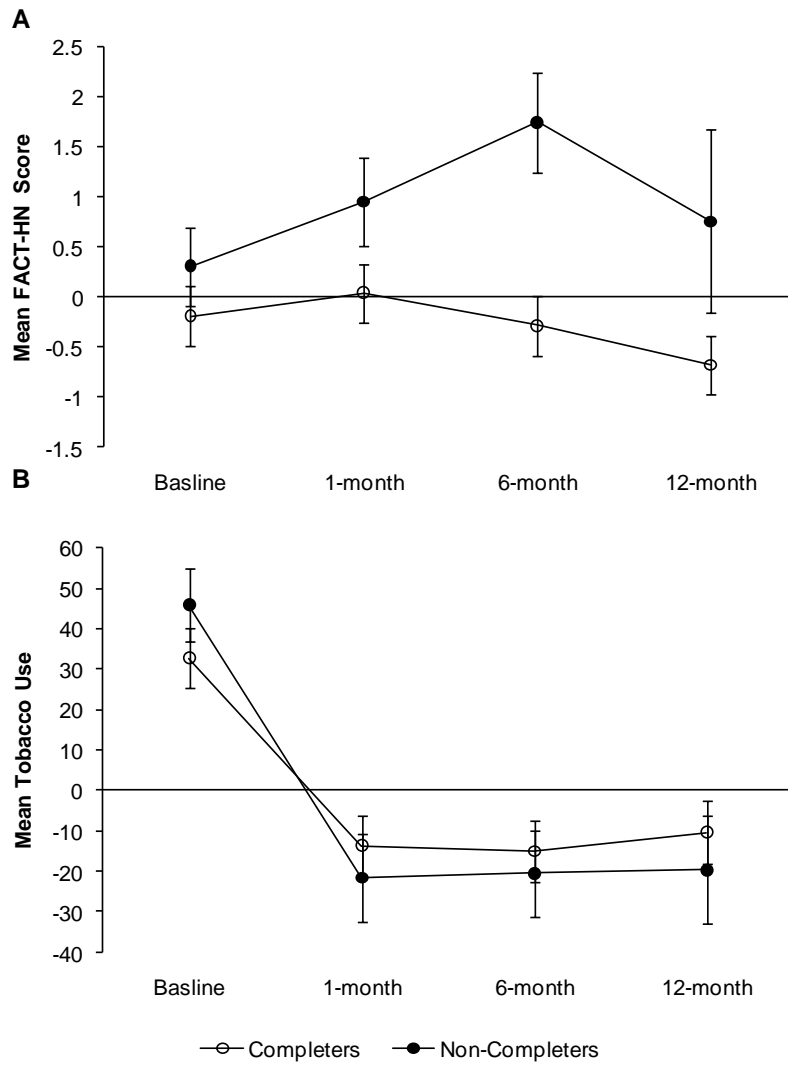 A
Mean FACT-HN Score
2.5
2
1.5
1
0.5
0
-0.5
-1
-1.5
Basline 1-month 6-month 12-month
B
Mean Tobacco Use
60
50
40
30
20
10
0
-10
-20
-30
-40
Basline 1-month 6-month 12-month
Completers Non-Completers